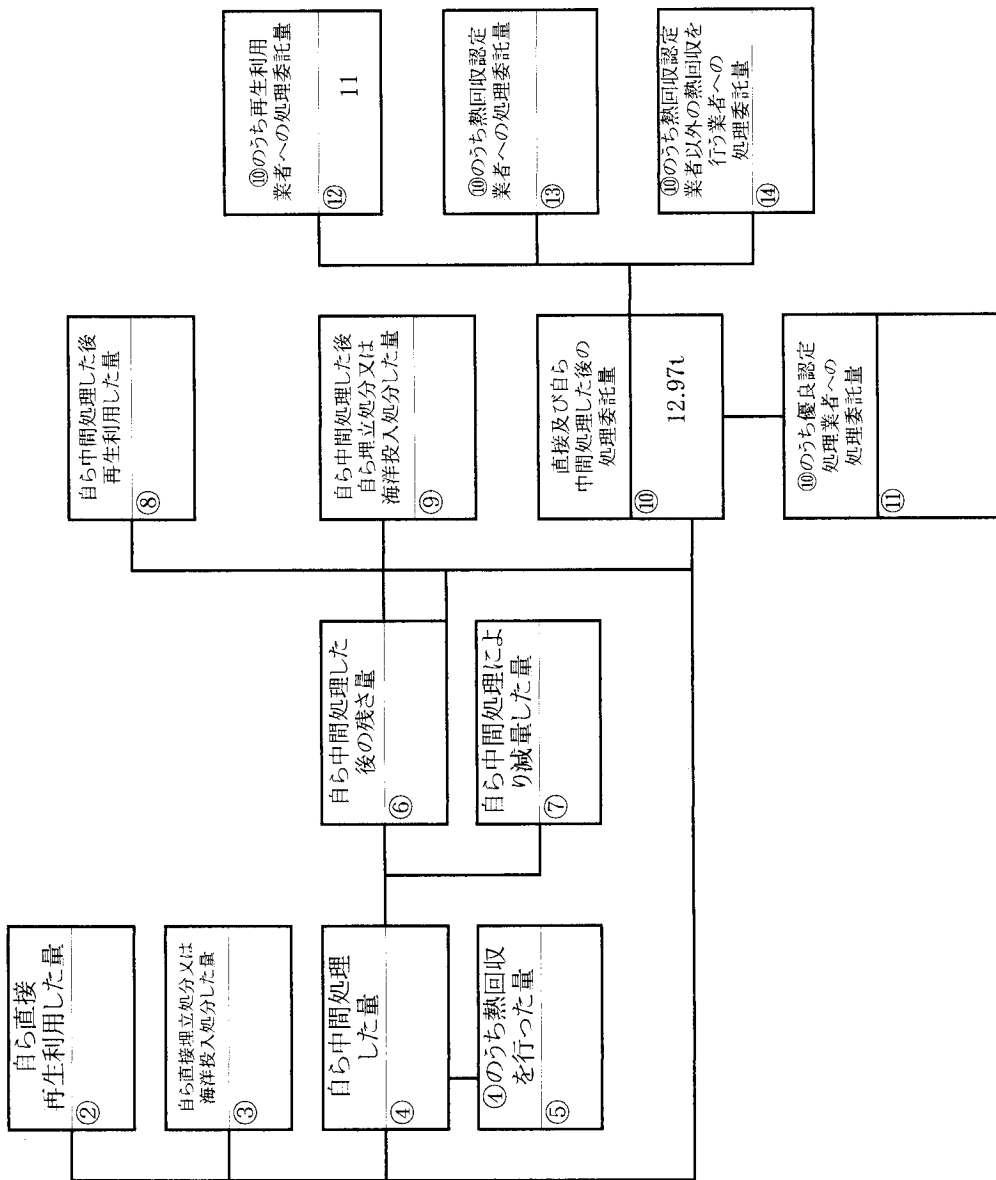 自ら直接
再生利用した量
②
自ら直接埋立処分又は
海洋投入処分した量
③
自ら中間処理
した量
④
④のうち熱回収
を行った量
⑤
自ら中間処理した
後の残さ量
⑥
自ら中間処理によ
り減量した量
⑦
自ら中間処理した後
再生利用した量
⑧
自ら中間処理した後
自ら埋立処分又は
海洋投入処分した量
⑨
直接及び自ら
中間処理した後の
処理委託量
⑩
12.97t
⑩のうち優良認定
処理業者への
処理委託量
⑪
⑩のうち再生利用
業者への処理委託量
⑫
11
⑩のうち熱回収認定
業者への処理委託量
⑬
⑩のうち熱回収認定
業者以外の熱回収を
行う業者への
処理委託量
⑭